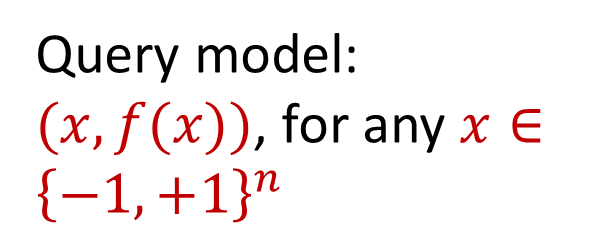 Query model:
(x, f(x)), for any x ∈
{−1, +1}ⁿ